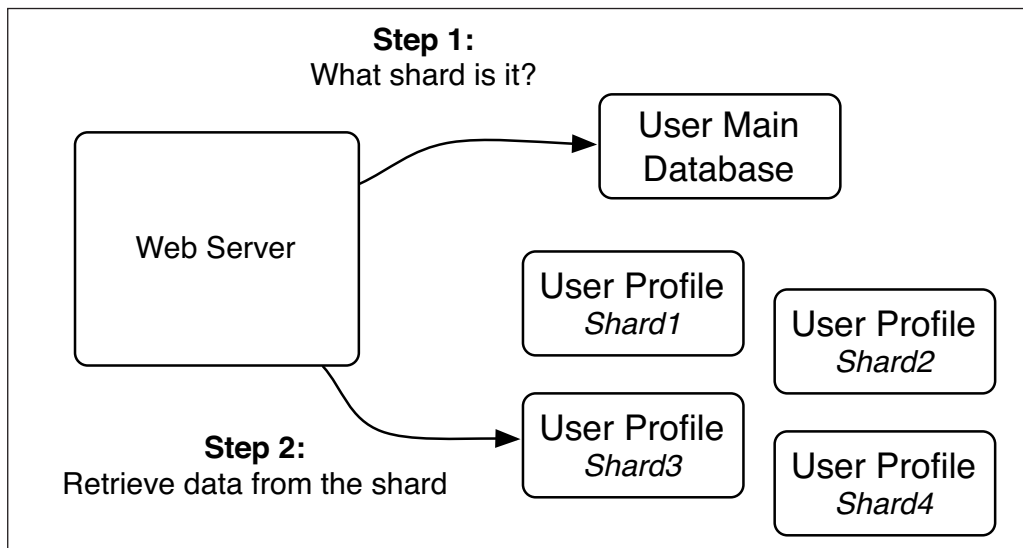 Step 1:
What shard is it?
User Main
Database
Web Server
User Profile
Shard1
User Profile
Shard2
User Profile
Shard3
User Profile
Shard4
Step 2:
Retrieve data from the shard